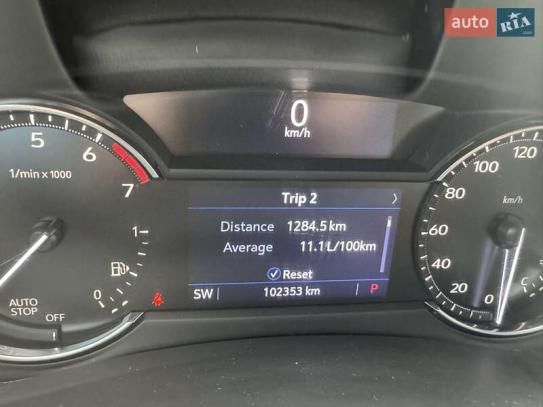 auto RIA.com
0
km/h
5
6
7
1/min x 1000
1
0
AUTO
STOP
OFF
Trip 2
Distance 1284.5 km
Average 11.1 L/100km
Reset
SW 102353 km P
120
100
80
60
40
20
0
km/h
C